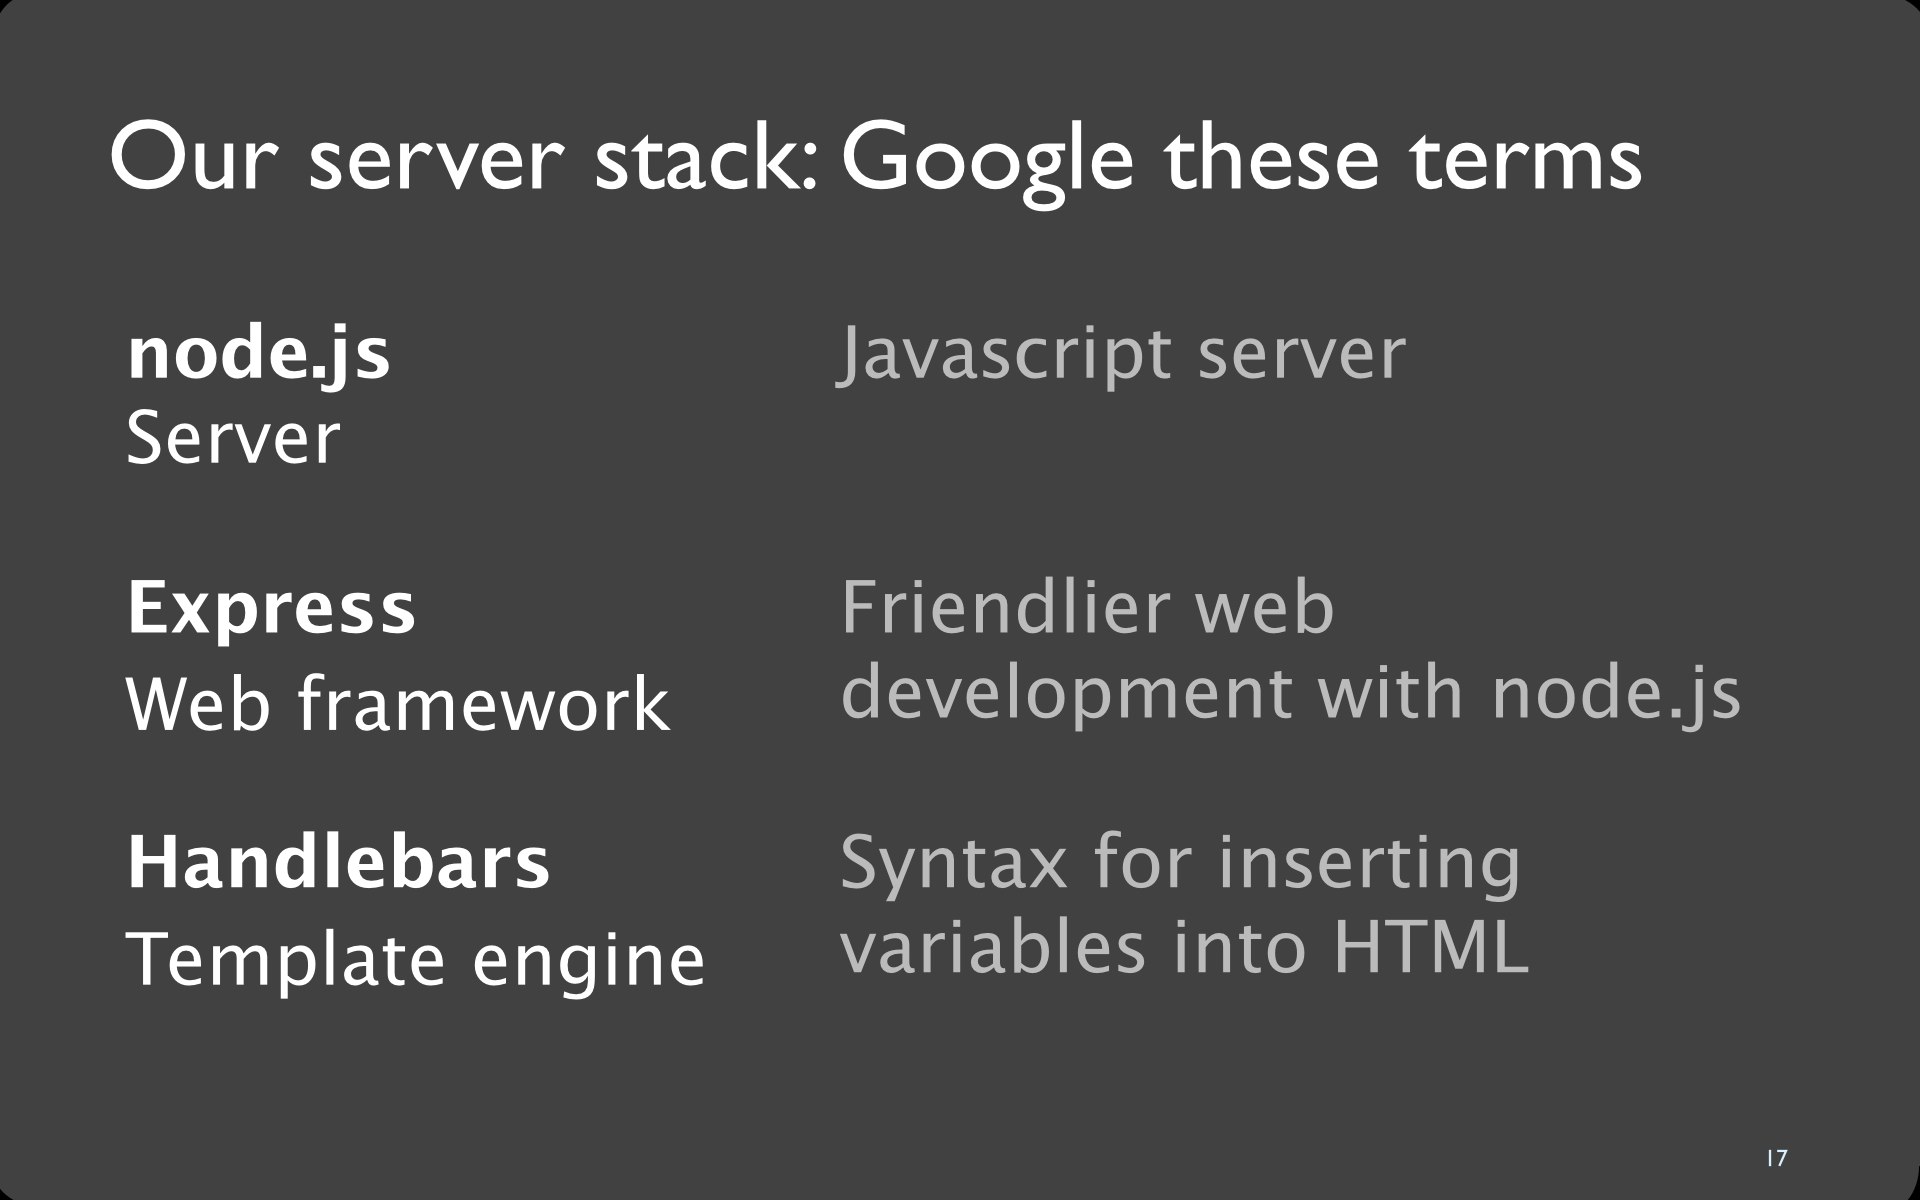 Our server stack: Google these terms
node.js
Server
Javascript server
Express
Web framework
Friendlier web
development with node.js
Handlebars
Template engine
Syntax for inserting
variables into HTML
17